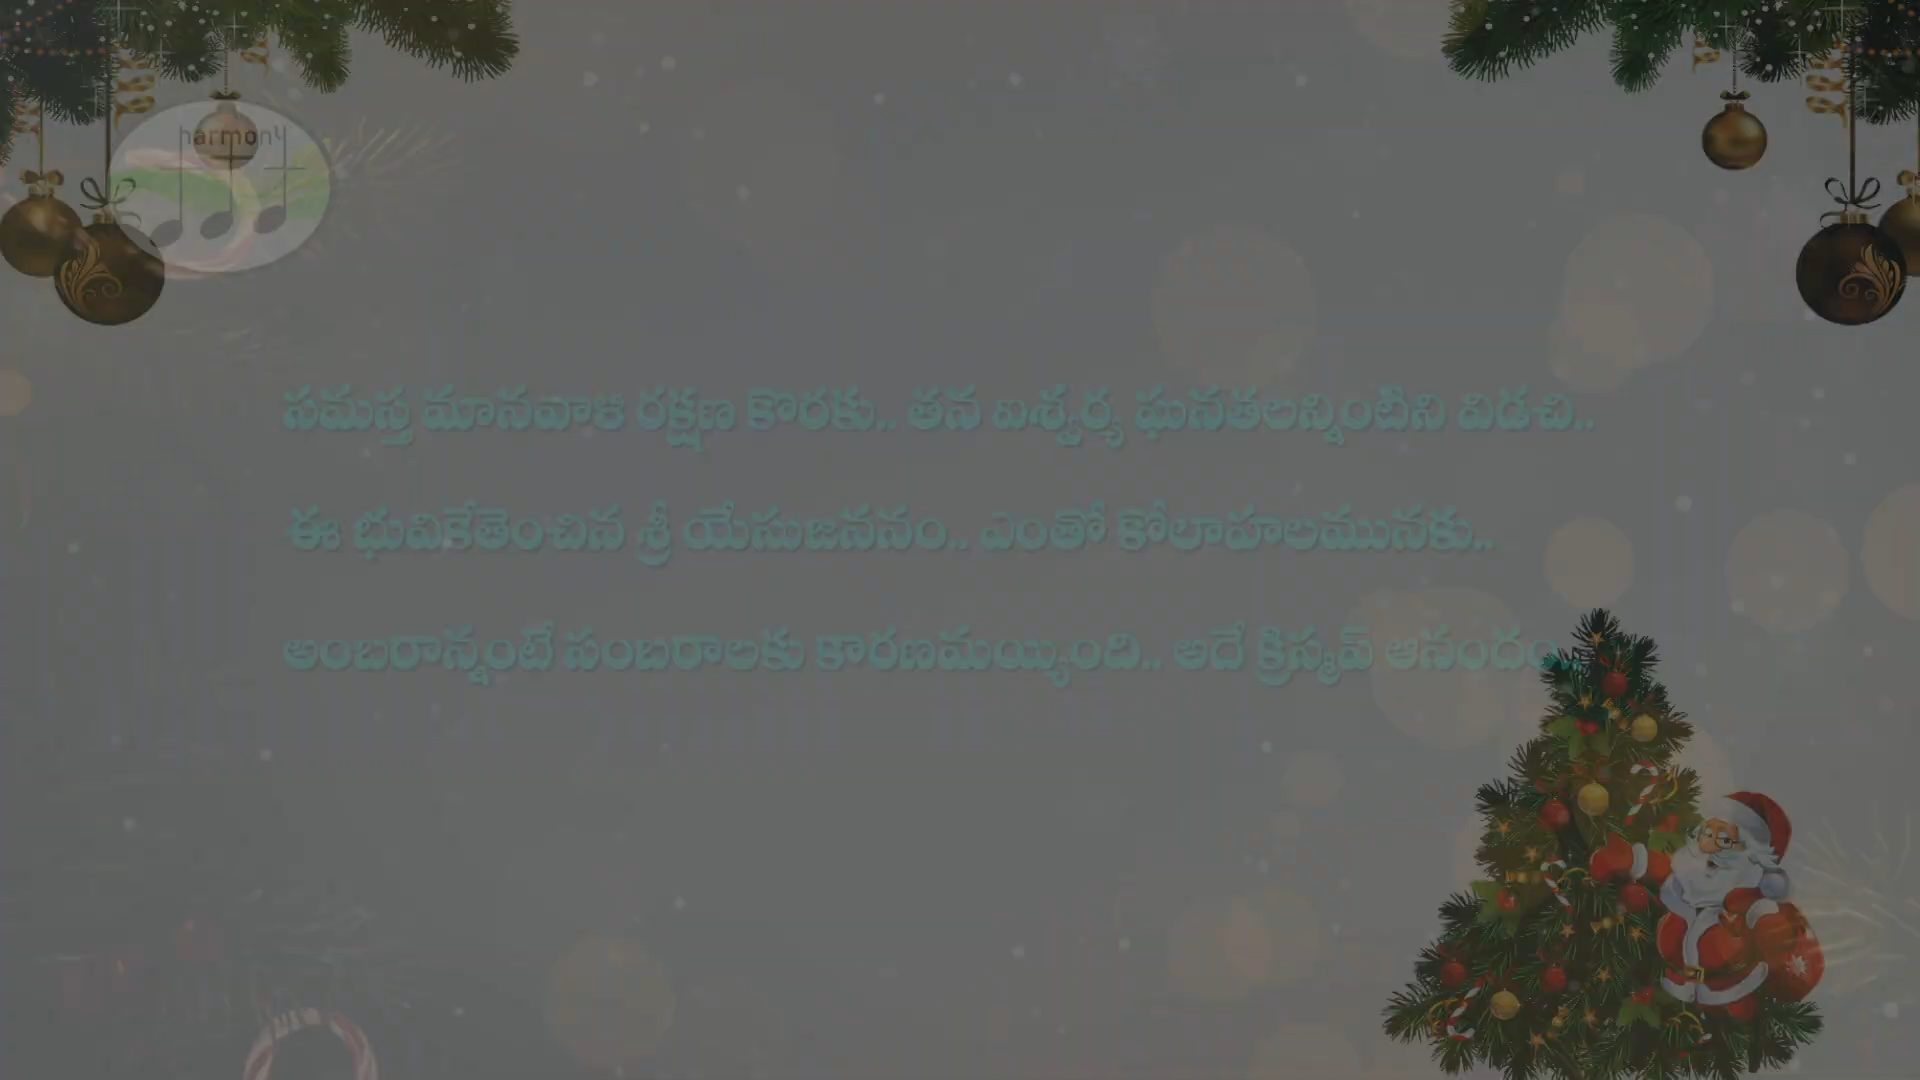 harmony
సమస్త మానవాళి రక్షణ కొరకు.. తన ఐశ్వర్య ఘనతలన్నింటిని విడచి..
ఈ భువికేతెంచిన శ్రీ యేసుజననం.. ఎంతో కోలాహలమునకు..
అంబరాన్నంటే సంబరాలకు కారణమయ్యింది.. అదే క్రిస్మస్ ఆనందం..